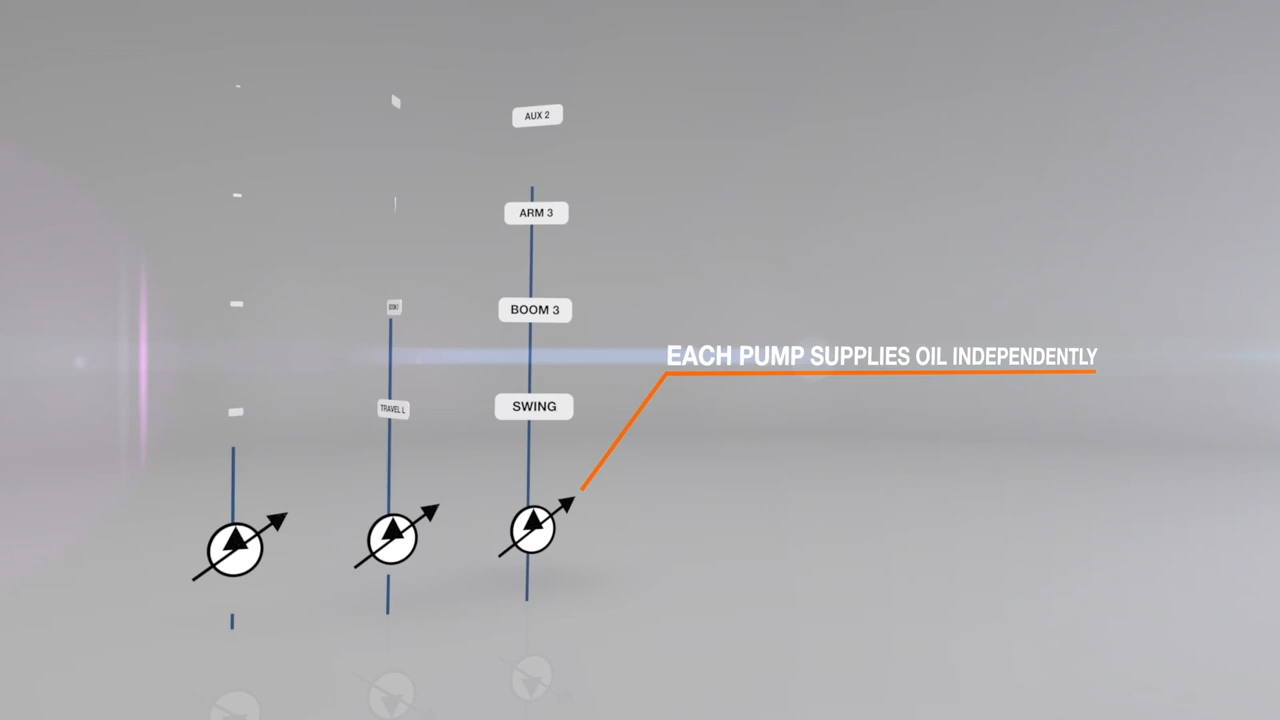 AUX 2
ARM 3
BOOM 3
EACH PUMP SUPPLIES OIL INDEPENDENTLY
TRAVEL L
SWING